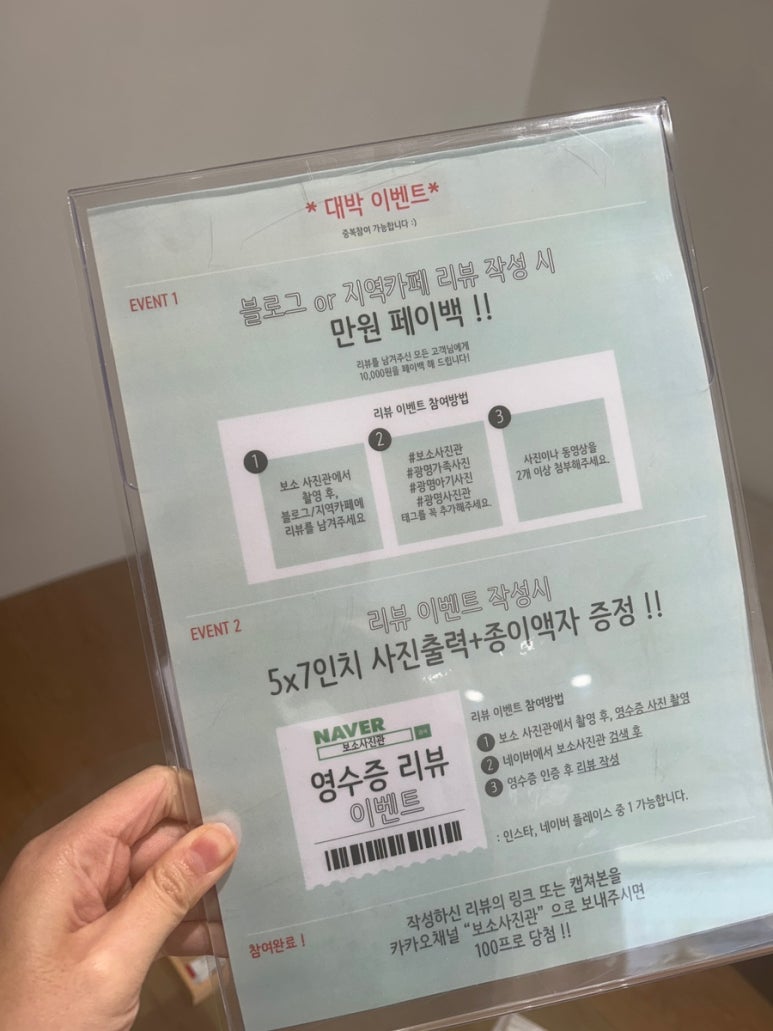 * 대박 이벤트*
중복참여 가능합니다 :)
EVENT 1
블로그 or 지역카페 리뷰 작성 시
만원 페이백 !!
리뷰를 남겨주신 모든 고객님에게
10,000원을 페이백 해 드립니다!
리뷰 이벤트 참여방법
1
보소 사진관에서
촬영 후,
블로그/지역카페에
리뷰를 남겨주세요
2
#보소사진관
#광명가족사진
#광명아기사진
#광명사진관
태그를 꼭 추가해주세요.
3
사진이나 동영상을
2개 이상 첨부해주세요.
EVENT 2
리뷰 이벤트 작성시
5x7인치 사진출력+종이액자 증정 !!
NAVER
보소사진관
영수증 리뷰
이벤트
리뷰 이벤트 참여방법
1 보소 사진관에서 촬영 후, 영수증 사진 촬영
2 네이버에서 보소사진관 검색 후
3 영수증 인증 후 리뷰 작성
: 인스타, 네이버 플레이스 중 1 가능합니다.
참여완료 !
작성하신 리뷰의 링크 또는 캡쳐본을
카카오채널 “보소사진관” 으로 보내주시면
100프로 당첨 !!